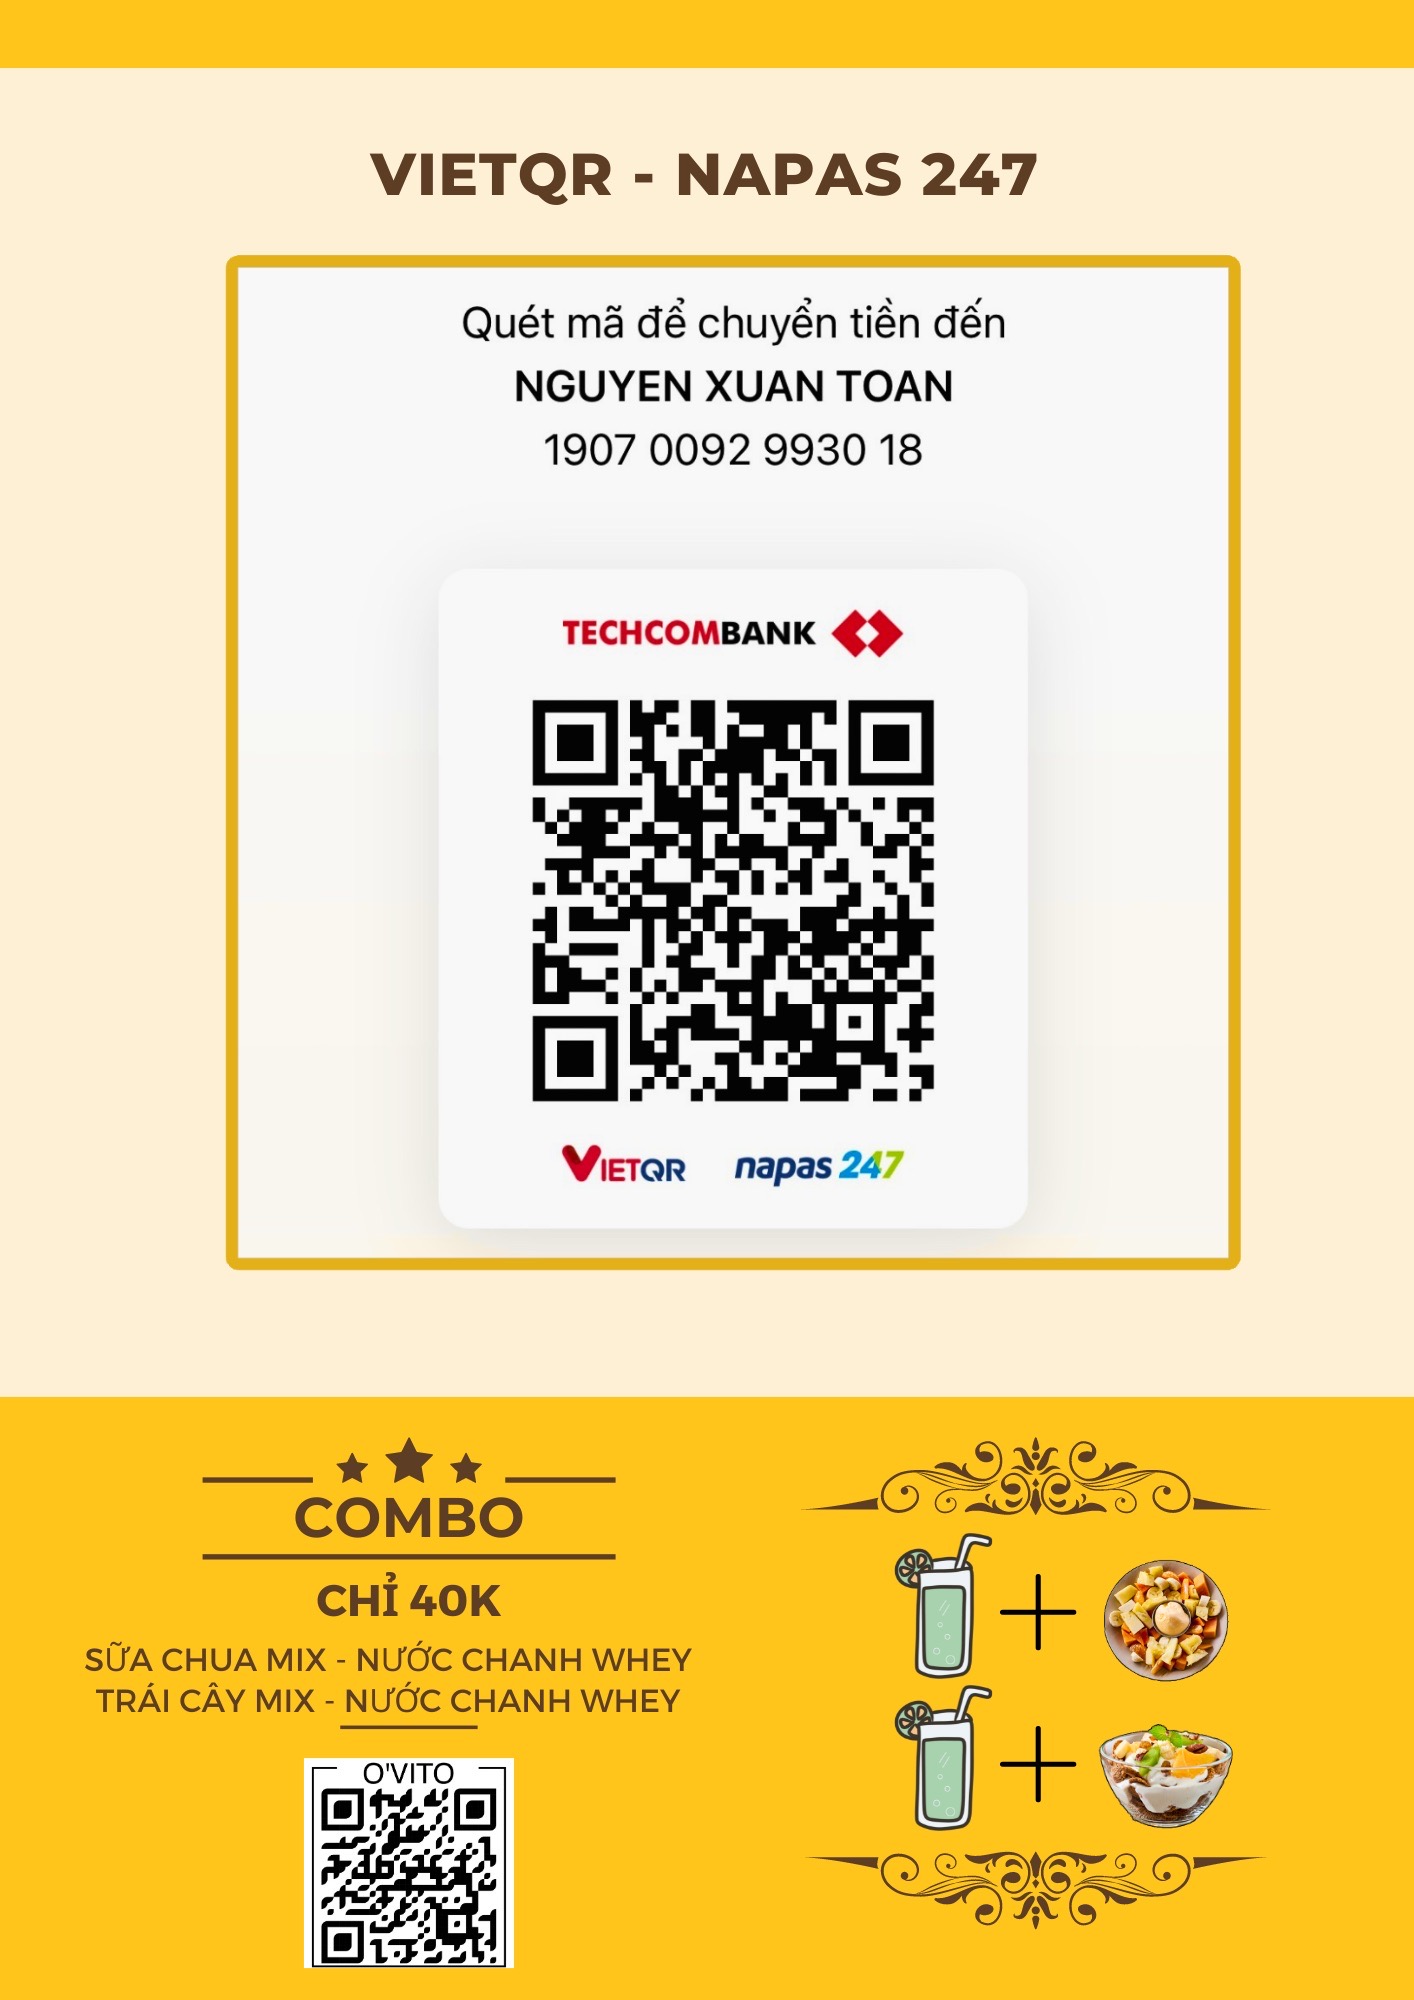 VIETQR - NAPAS 247
Quét mã để chuyển tiền đến
NGUYEN XUAN TOAN
1907 0092 9930 18
TECHCOMBANK
VIETQR napas 247
COMBO
CHỈ 40K
SỮA CHUA MIX - NƯỚC CHANH WHEY
TRÁI CÂY MIX - NƯỚC CHANH WHEY
O'VITO